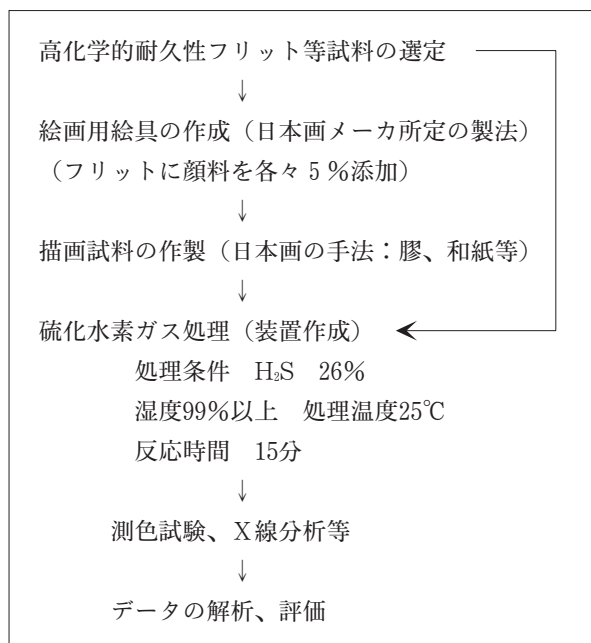 高化学的耐久性フリット等試料の選定
↓
絵画用絵具の作成（日本画メーカ所定の製法）
（フリットに顔料を各々５％添加）
↓
描画試料の作製（日本画の手法：膠、和紙等）
↓
硫化水素ガス処理（装置作成）
処理条件　H₂S　26％
湿度99％以上　処理温度25℃
反応時間　15分
↓
測色試験、Ｘ線分析等
↓
データの解析、評価